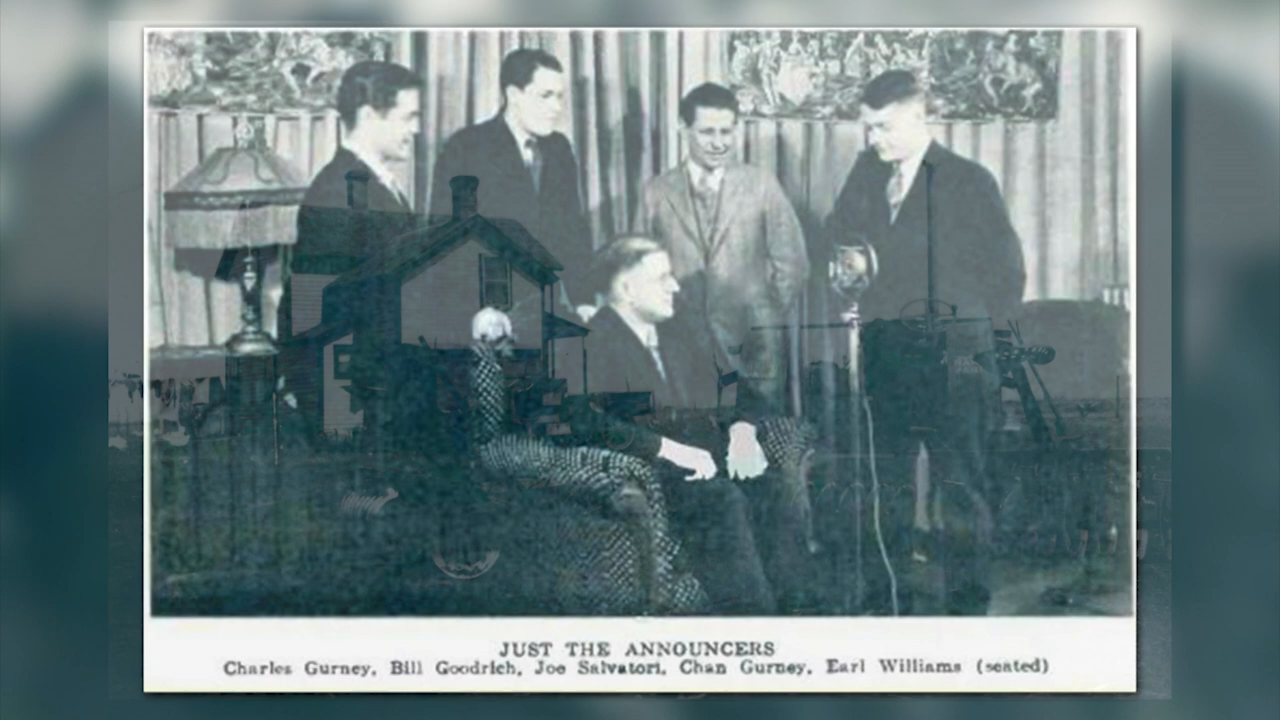 JUST THE ANNOUNCERS
Charles Gurney, Bill Goodrich, Joe Salvatori, Chan Gurney, Earl Williams (seated)